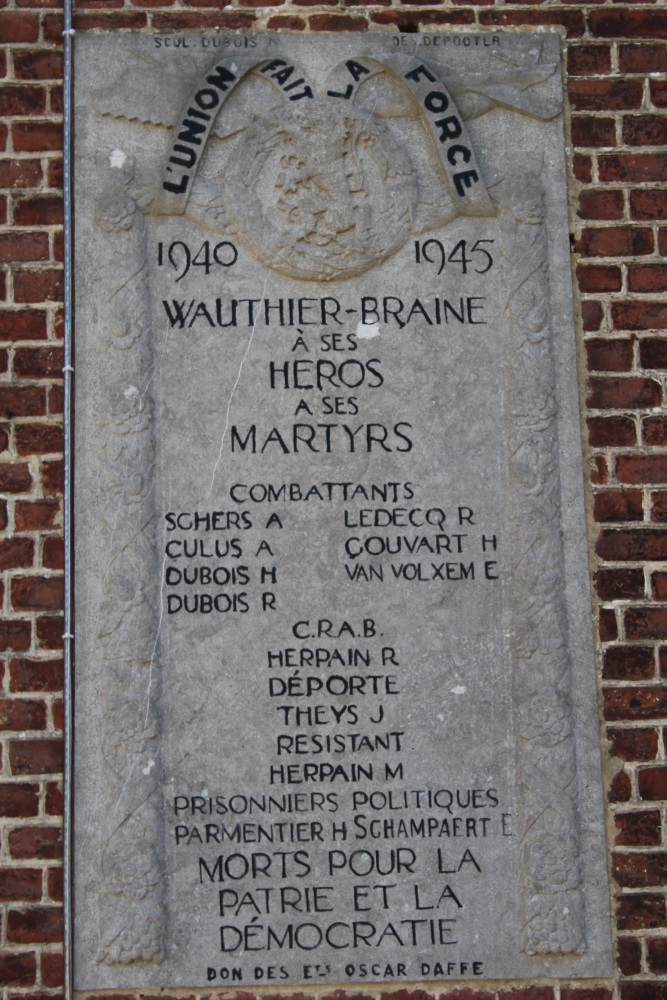 SCUL. DUBOIS
L'UNION FAIT LA FORCE
1940 1945
WAUTHIER-BRAINE
À SES
HEROS
A SES
MARTYRS
COMBATTANTS
SCHERS A LEDECQ R
CULUS A GOUVART H
DUBOIS H VAN VOLXEM E
DUBOIS R
C.R.A.B.
HERPAIN R
DÉPORTE
THEYS J
RESISTANT
HERPAIN M
PRISONNIERS POLITIQUES
PARMENTIER H SCHAMPAERT E
MORTS POUR LA
PATRIE ET LA
DÉMOCRATIE
DON DES ETS OSCAR DAFFE